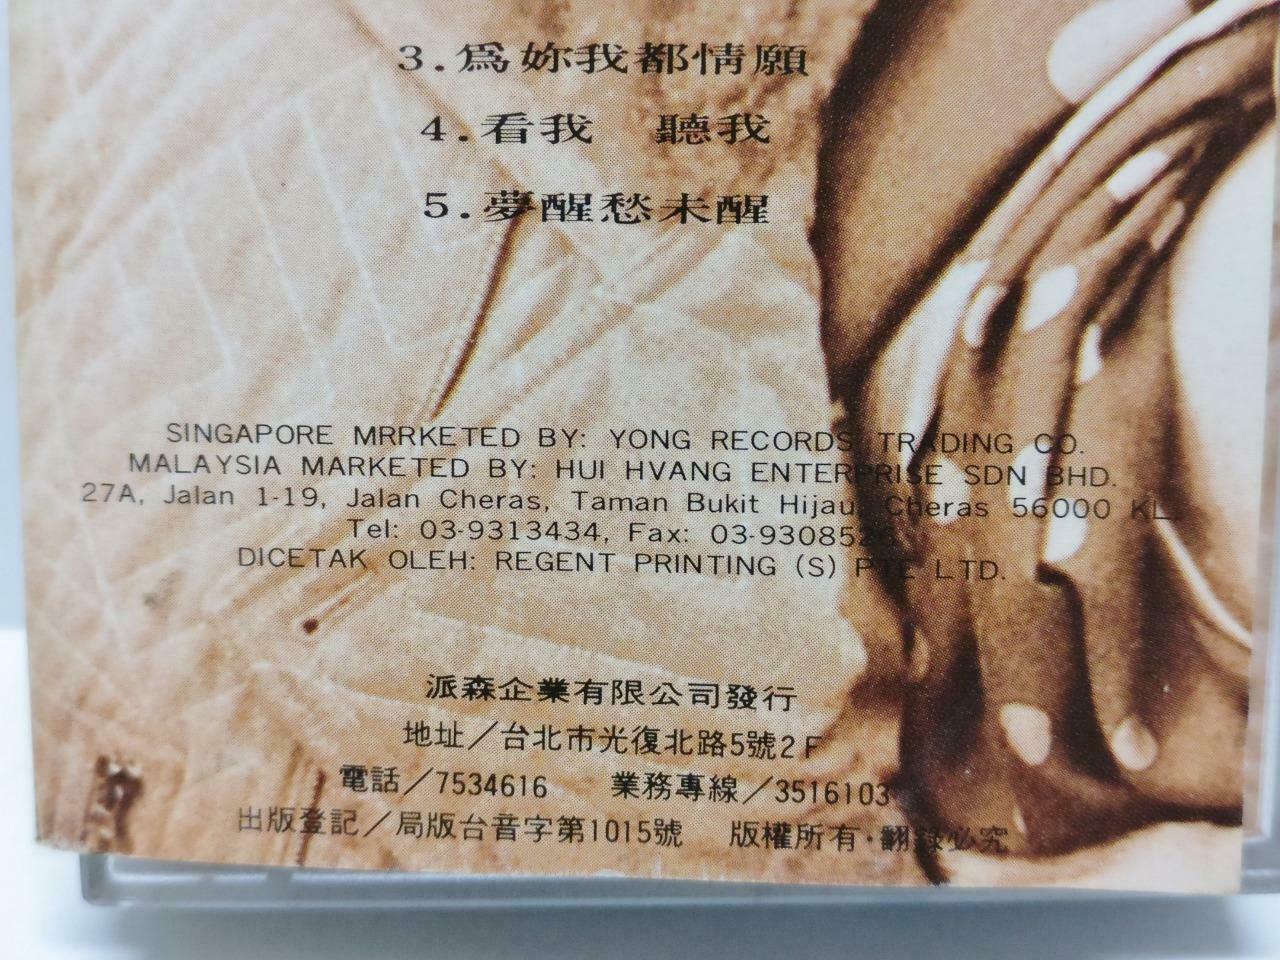 3.爲妳我都情願
4.看我　聽我
5.夢醒愁未醒
SINGAPORE MRRKETED BY: YONG RECORDS TRADING CO.
MALAYSIA MARKETED BY: HUI HVANG ENTERPRISE SDN BHD.
27A, Jalan 1-19, Jalan Cheras, Taman Bukit Hijau, Cheras 56000 KL.
Tel: 03-9313434, Fax: 03-9308526
DICETAK OLEH: REGENT PRINTING (S) PTE LTD.
派森企業有限公司發行
地址／台北市光復北路5號2F
電話／7534616　業務專線／3516103
出版登記／局版台音字第1015號　版權所有·翻錄必究